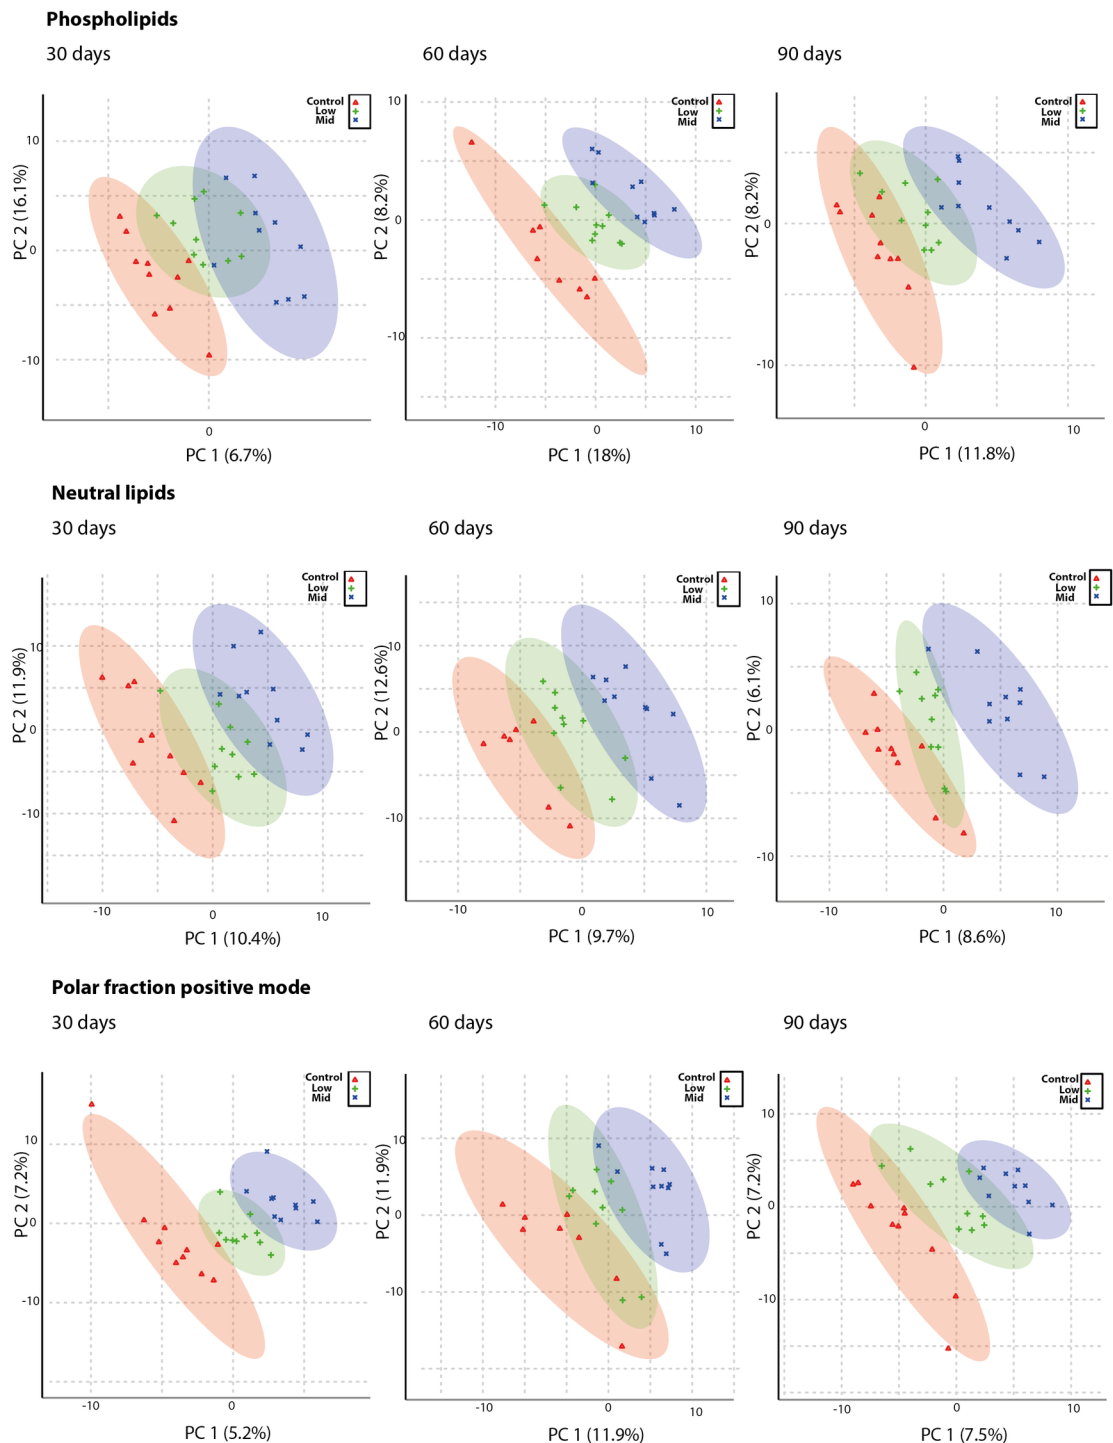 Phospholipids
30 days
60 days
90 days
Control
Low
Mid
10
0
-10
PC 2 (16.1%)
0
PC 1 (6.7%)
Control
Low
Mid
10
0
-10
PC 2 (8.2%)
-10
0
10
PC 1 (18%)
Control
Low
Mid
0
-10
PC 2 (8.2%)
0
10
PC 1 (11.8%)
Neutral lipids
30 days
60 days
90 days
Control
Low
Mid
10
0
-10
PC 2 (11.9%)
-10
0
10
PC 1 (10.4%)
Control
Low
Mid
10
0
-10
PC 2 (12.6%)
-10
0
10
PC 1 (9.7%)
Control
Low
Mid
10
0
-10
PC 2 (6.1%)
-10
0
10
PC 1 (8.6%)
Polar fraction positive mode
30 days
60 days
90 days
Control
Low
Mid
10
0
-10
PC 2 (7.2%)
-10
0
PC 1 (5.2%)
Control
Low
Mid
10
0
-10
PC 2 (11.9%)
-10
0
10
PC 1 (11.9%)
Control
Low
Mid
10
0
-10
PC 2 (7.2%)
-10
0
10
PC 1 (7.5%)